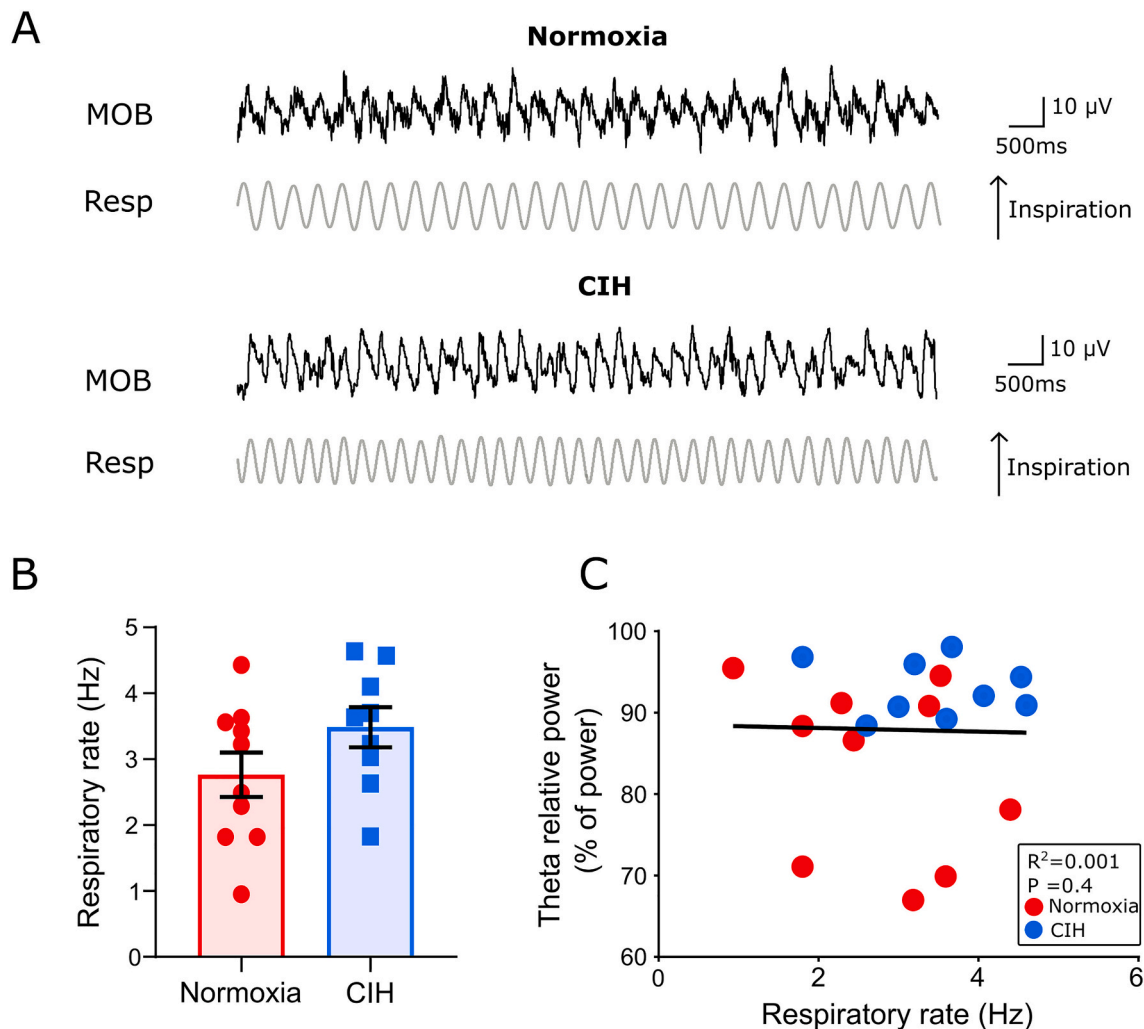 A
Normoxia
MOB
10 µV
500ms
Resp
Inspiration
CIH
MOB
10 µV
500ms
Resp
Inspiration
B
Respiratory rate (Hz)
5
4
3
2
1
0
Normoxia
CIH
C
Theta relative power
(% of power)
100
90
80
70
60
R²=0.001
P =0.4
Normoxia
CIH
0
2
4
6
Respiratory rate (Hz)